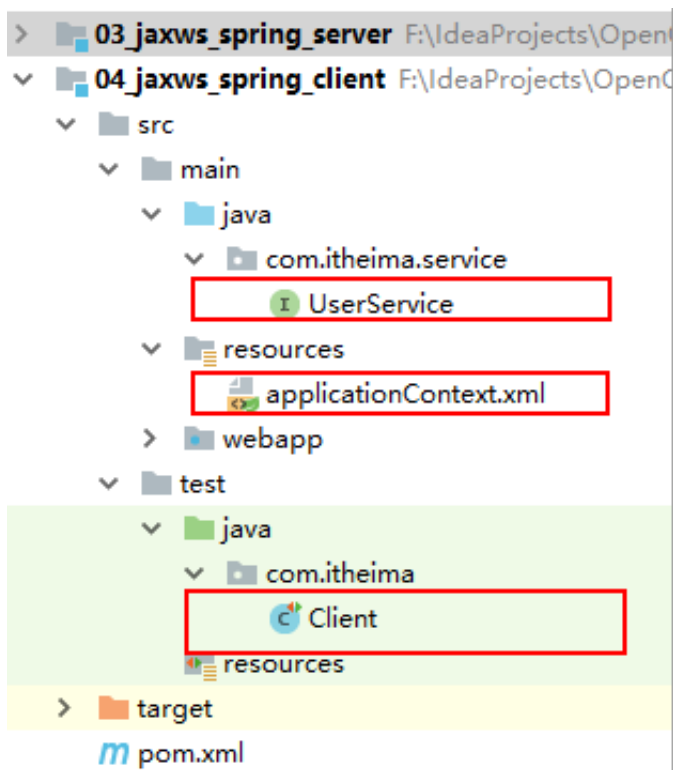 03_jaxws_spring_server F:\IdeaProjects\Open
04_jaxws_spring_client F:\IdeaProjects\Open
src
main
java
com.itheima.service
I UserService
resources
applicationContext.xml
webapp
test
java
com.itheima
C Client
resources
target
m pom.xml